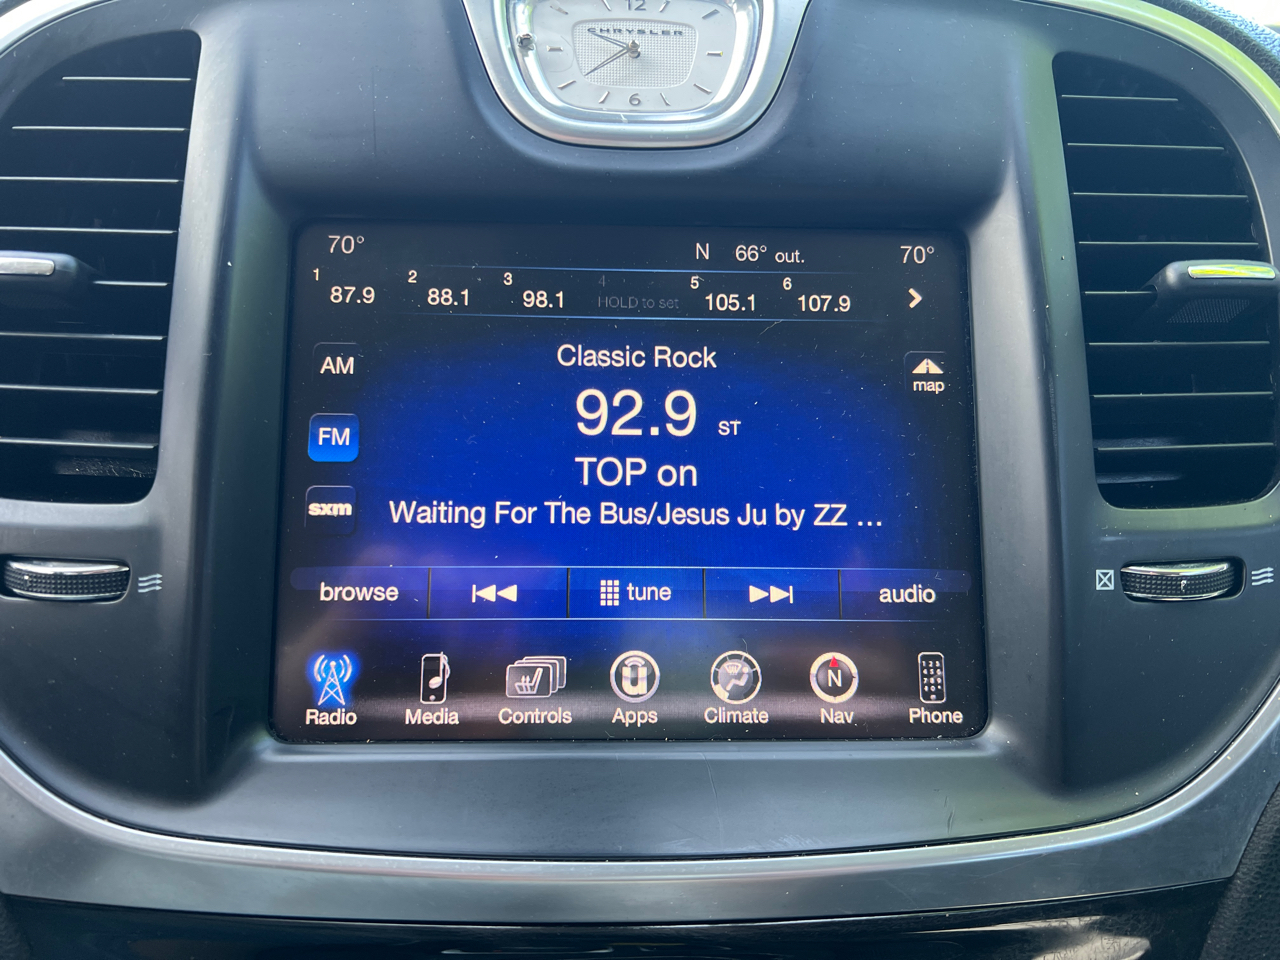 12
CHRYSLER
6
70° N 66° out. 70°
1 87.9 2 88.1 3 98.1 4 HOLD to set 5 105.1 6 107.9
AM
Classic Rock
map
92.9 ST
FM
TOP on
sxm
Waiting For The Bus/Jesus Ju by ZZ ...
browse tune audio
Radio Media Controls Apps Climate Nav Phone
N